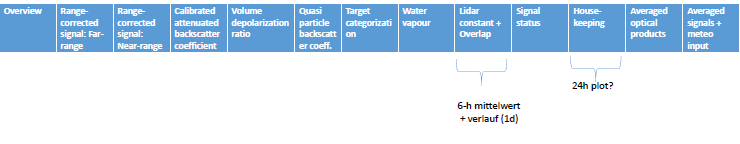 Overview
Range-
corrected
signal: Far-
range
Range-
corrected
signal:
Near-range
Calibrated
attenuated
backscatter
coefficient
Volume
depolarization
ratio
Quasi
particle
backscatt
er coeff.
Target
categorizati
on
Water
vapour
Lidar
constant +
Overlap
Signal
status
House-
keeping
Averaged
optical
products
Averaged
signals +
meteo
input
6-h mittelwert
+ verlauf (1d)
24h plot?